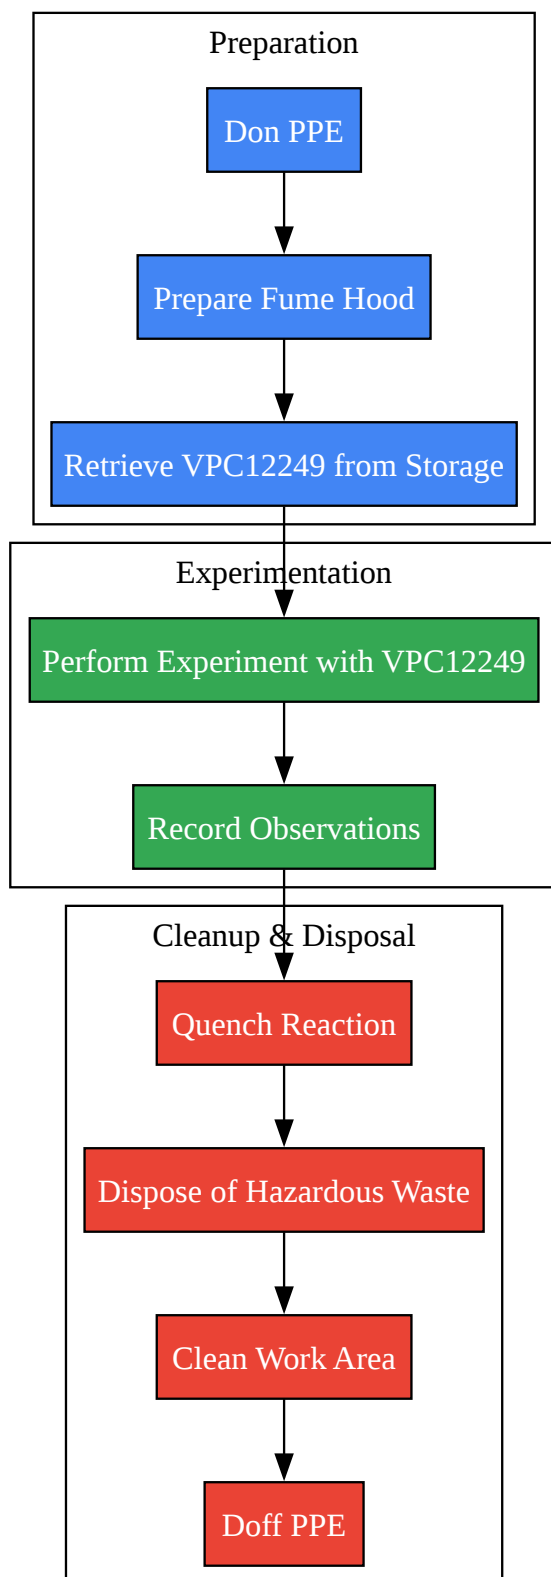 Preparation
Don PPE
Prepare Fume Hood
Retrieve VPC12249 from Storage
Experimentation
Perform Experiment with VPC12249
Record Observations
Cleanup & Disposal
Quench Reaction
Dispose of Hazardous Waste
Clean Work Area
Doff PPE